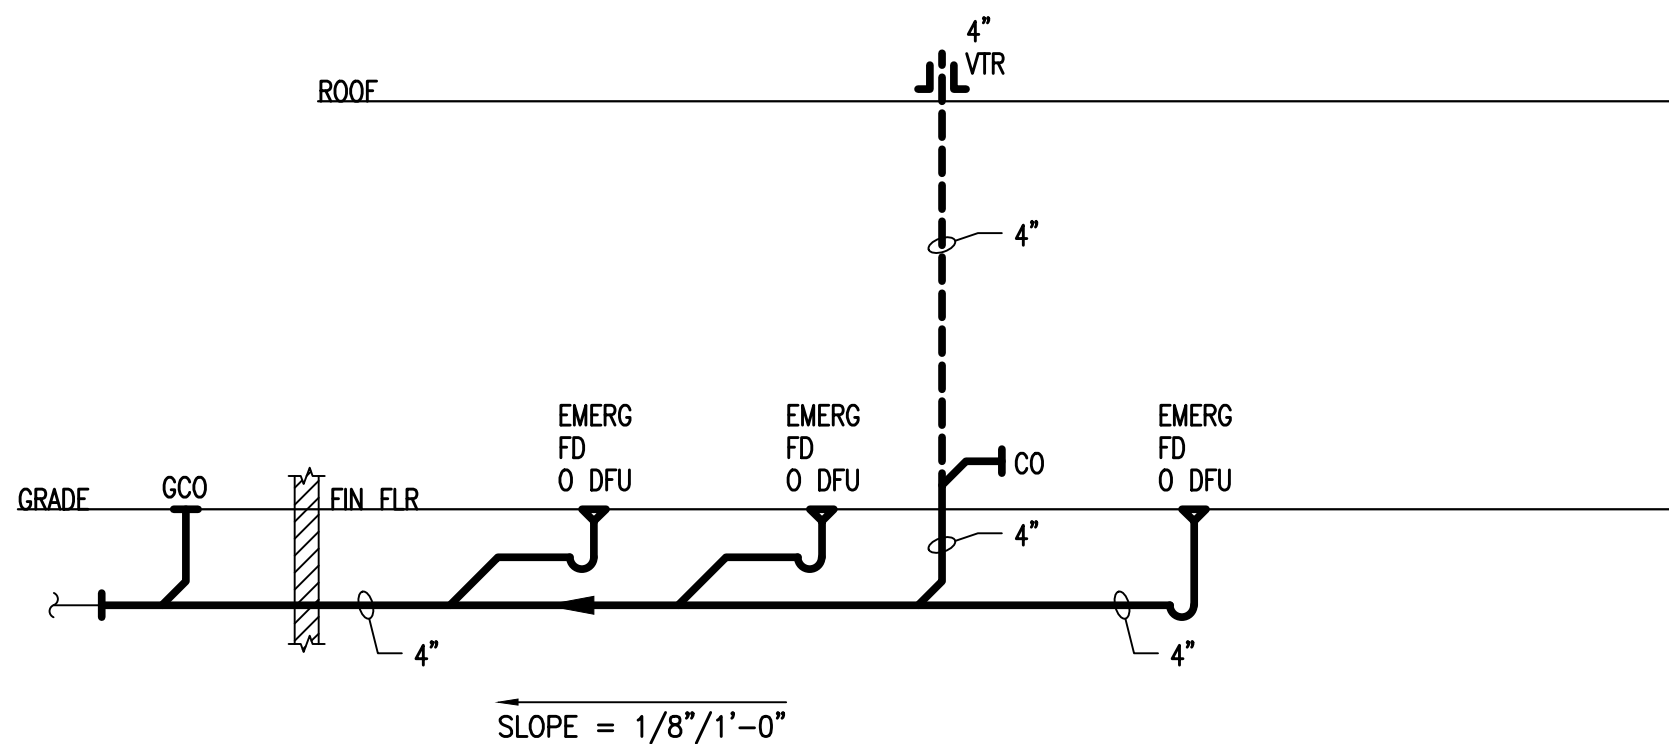 4"
VTR
ROOF
4"
EMERG
FD
0 DFU
EMERG
FD
0 DFU
EMERG
FD
0 DFU
CO
GCO
GRADE
FIN FLR
4"
4"
4"
SLOPE = 1/8"/1'-0"